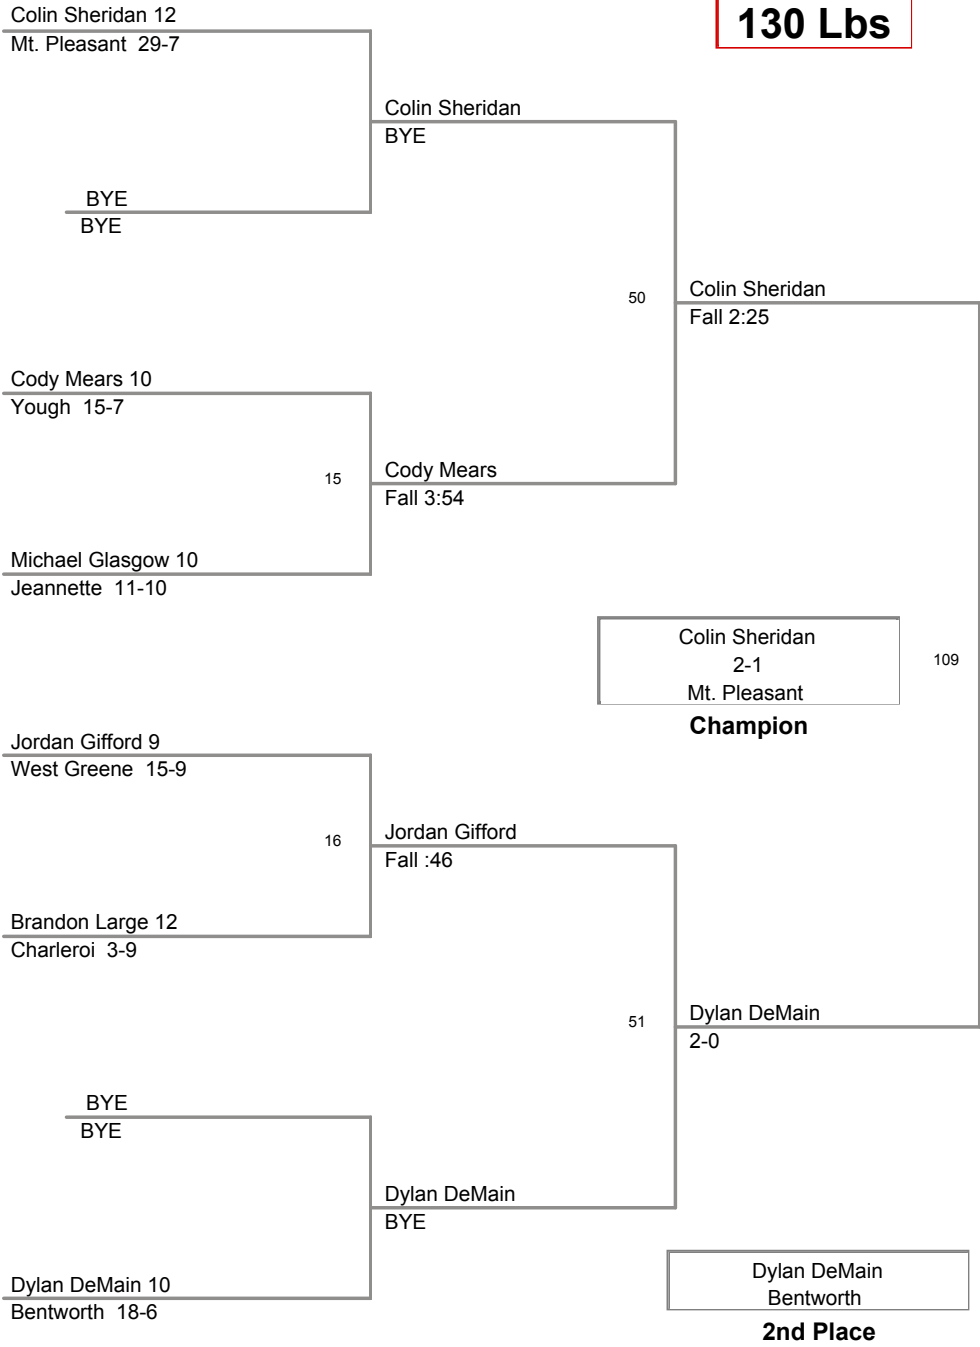 Colin Sheridan 12
130 Lbs
Mt. Pleasant  29-7
Colin Sheridan
BYE
BYE
BYE
Colin Sheridan
50
Fall 2:25
Cody Mears 10
Yough  15-7
Cody Mears
15
Fall 3:54
Michael Glasgow 10
Jeannette  11-10
Colin Sheridan
2-1
109
Mt. Pleasant
Champion
Jordan Gifford 9
West Greene  15-9
Jordan Gifford
16
Fall :46
Brandon Large 12
Charleroi  3-9
Dylan DeMain
51
2-0
BYE
BYE
Dylan DeMain
BYE
Dylan DeMain
Dylan DeMain 10
Bentworth
Bentworth  18-6
2nd Place